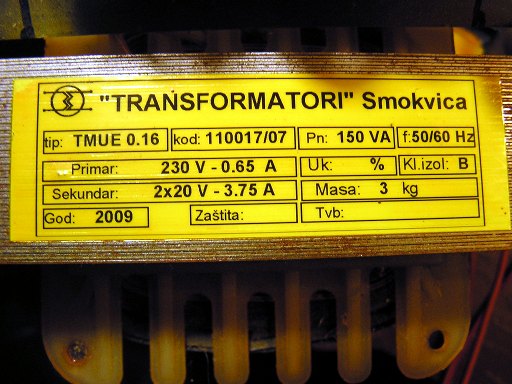 "TRANSFORMATORI" Smokvica
tip: TMUE 0.16 kod: 110017/07 Pn: 150 VA f:50/60 Hz
Primar: 230 V - 0.65 A Uk: % Kl.izol: B
Sekundar: 2x20 V - 3.75 A Masa: 3 kg
God: 2009 Zaštita: Tvb: